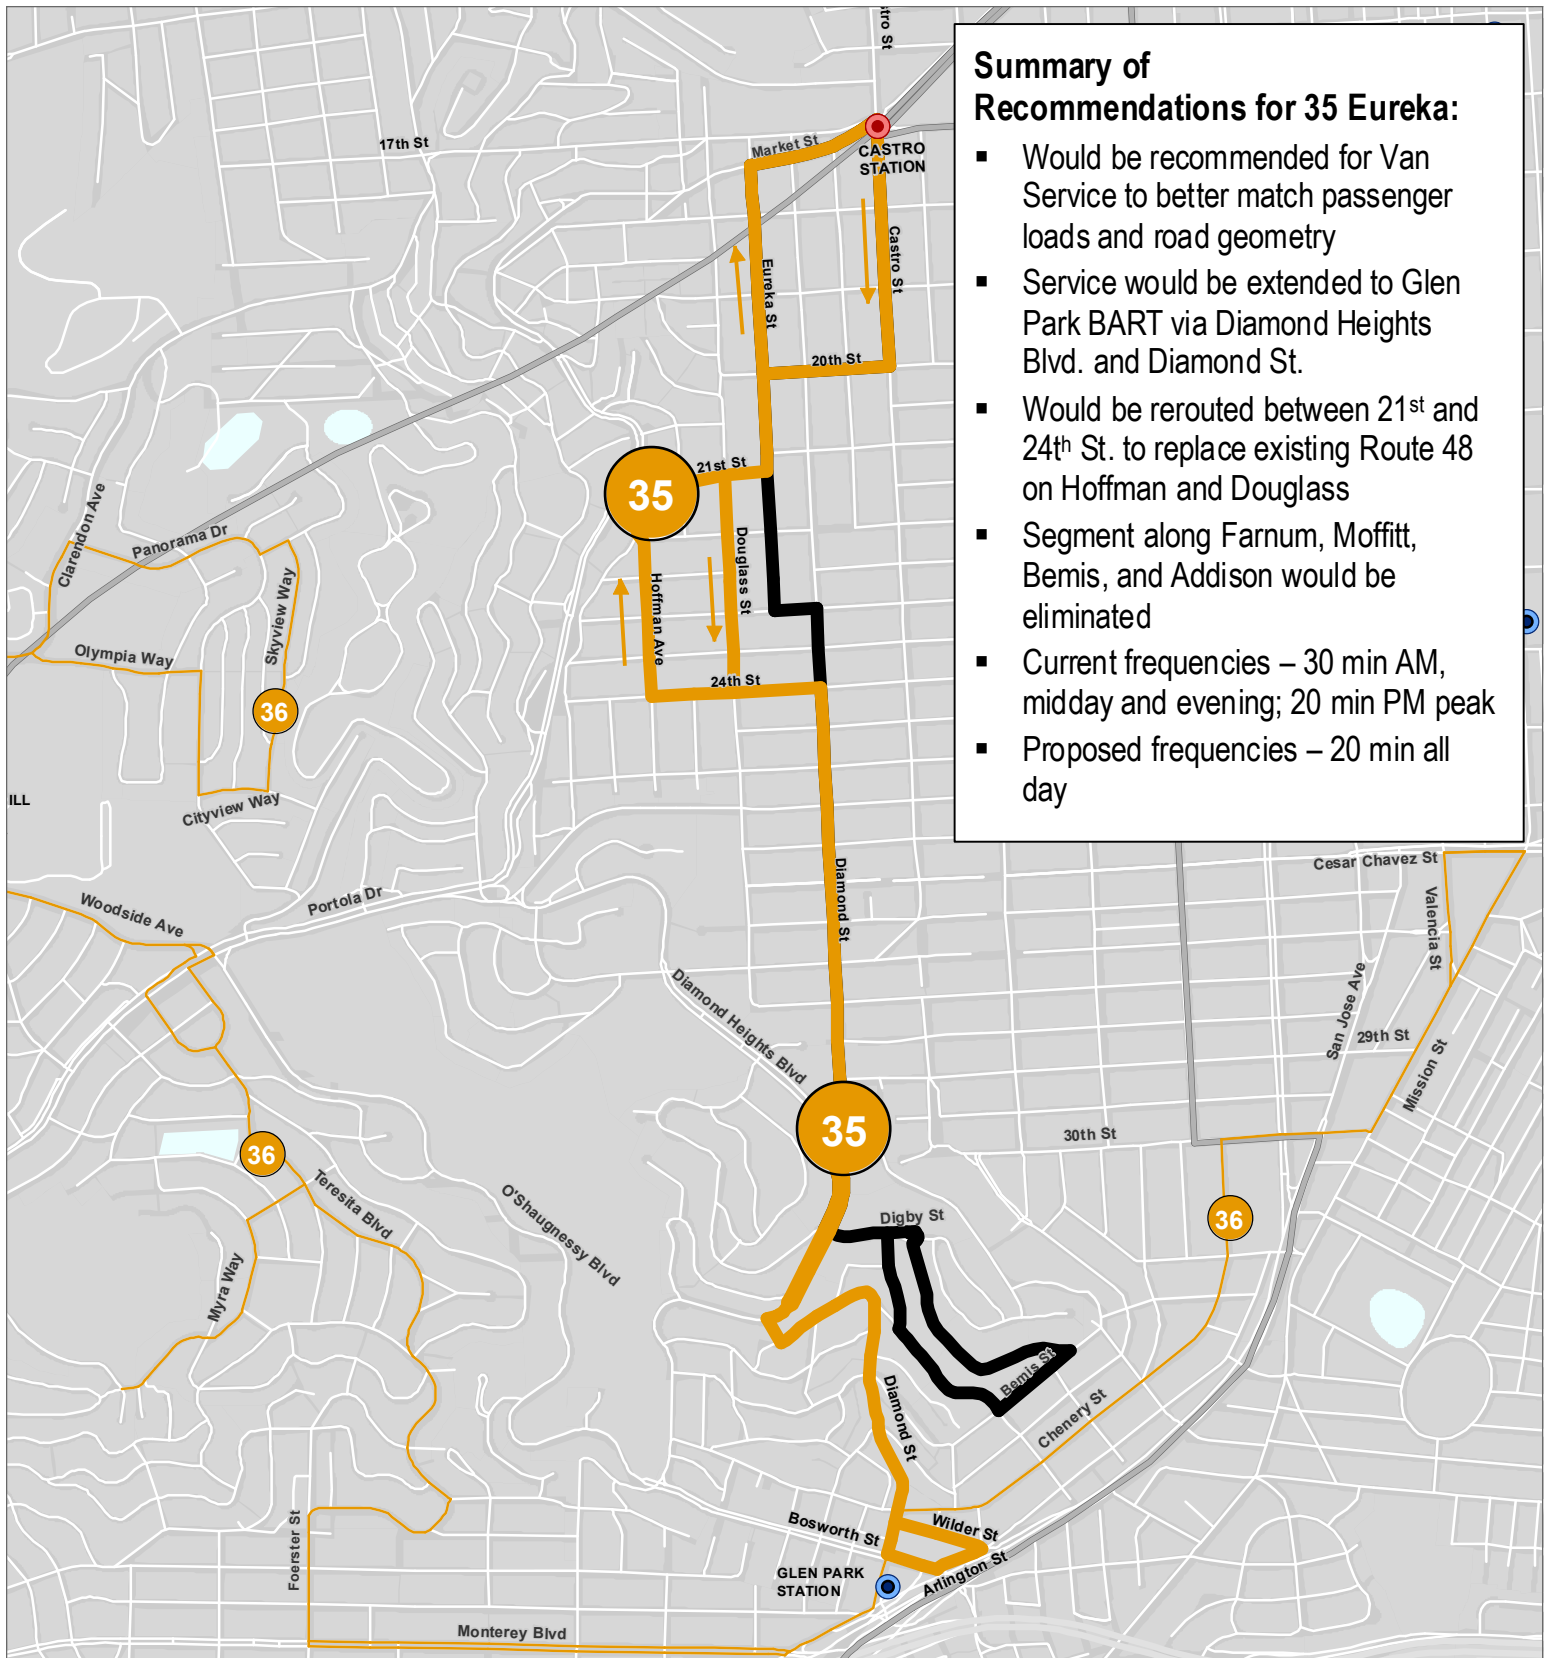 stro St
Summary of
Recommendations for 35 Eureka:
▪ Would be recommended for Van
Service to better match passenger
loads and road geometry
▪ Service would be extended to Glen
Park BART via Diamond Heights
Blvd. and Diamond St.
▪ Would be rerouted between 21st and
24th St. to replace existing Route 48
on Hoffman and Douglass
▪ Segment along Farnum, Moffitt,
Bemis, and Addison would be
eliminated
▪ Current frequencies – 30 min AM,
midday and evening; 20 min PM peak
▪ Proposed frequencies – 20 min all
day
17th St
Market St
CASTRO
STATION
Castro St
Eureka St
20th St
21st St
35
Clarendon Ave
Panorama Dr
Skyview Way
Douglass St
Hoffman Ave
Olympia Way
24th St
36
Cityview Way
ILL
Diamond St
Cesar Chavez St
Valencia St
Portola Dr
Woodside Ave
Diamond Heights Blvd
San Jose Ave
29th St
Mission St
35
30th St
36
Teresita Blvd
O'Shaugnessy Blvd
Digby St
36
Myra Way
Bemis St
Chenery St
Diamond St
Foerster St
Bosworth St
Wilder St
Arlington St
GLEN PARK
STATION
Monterey Blvd